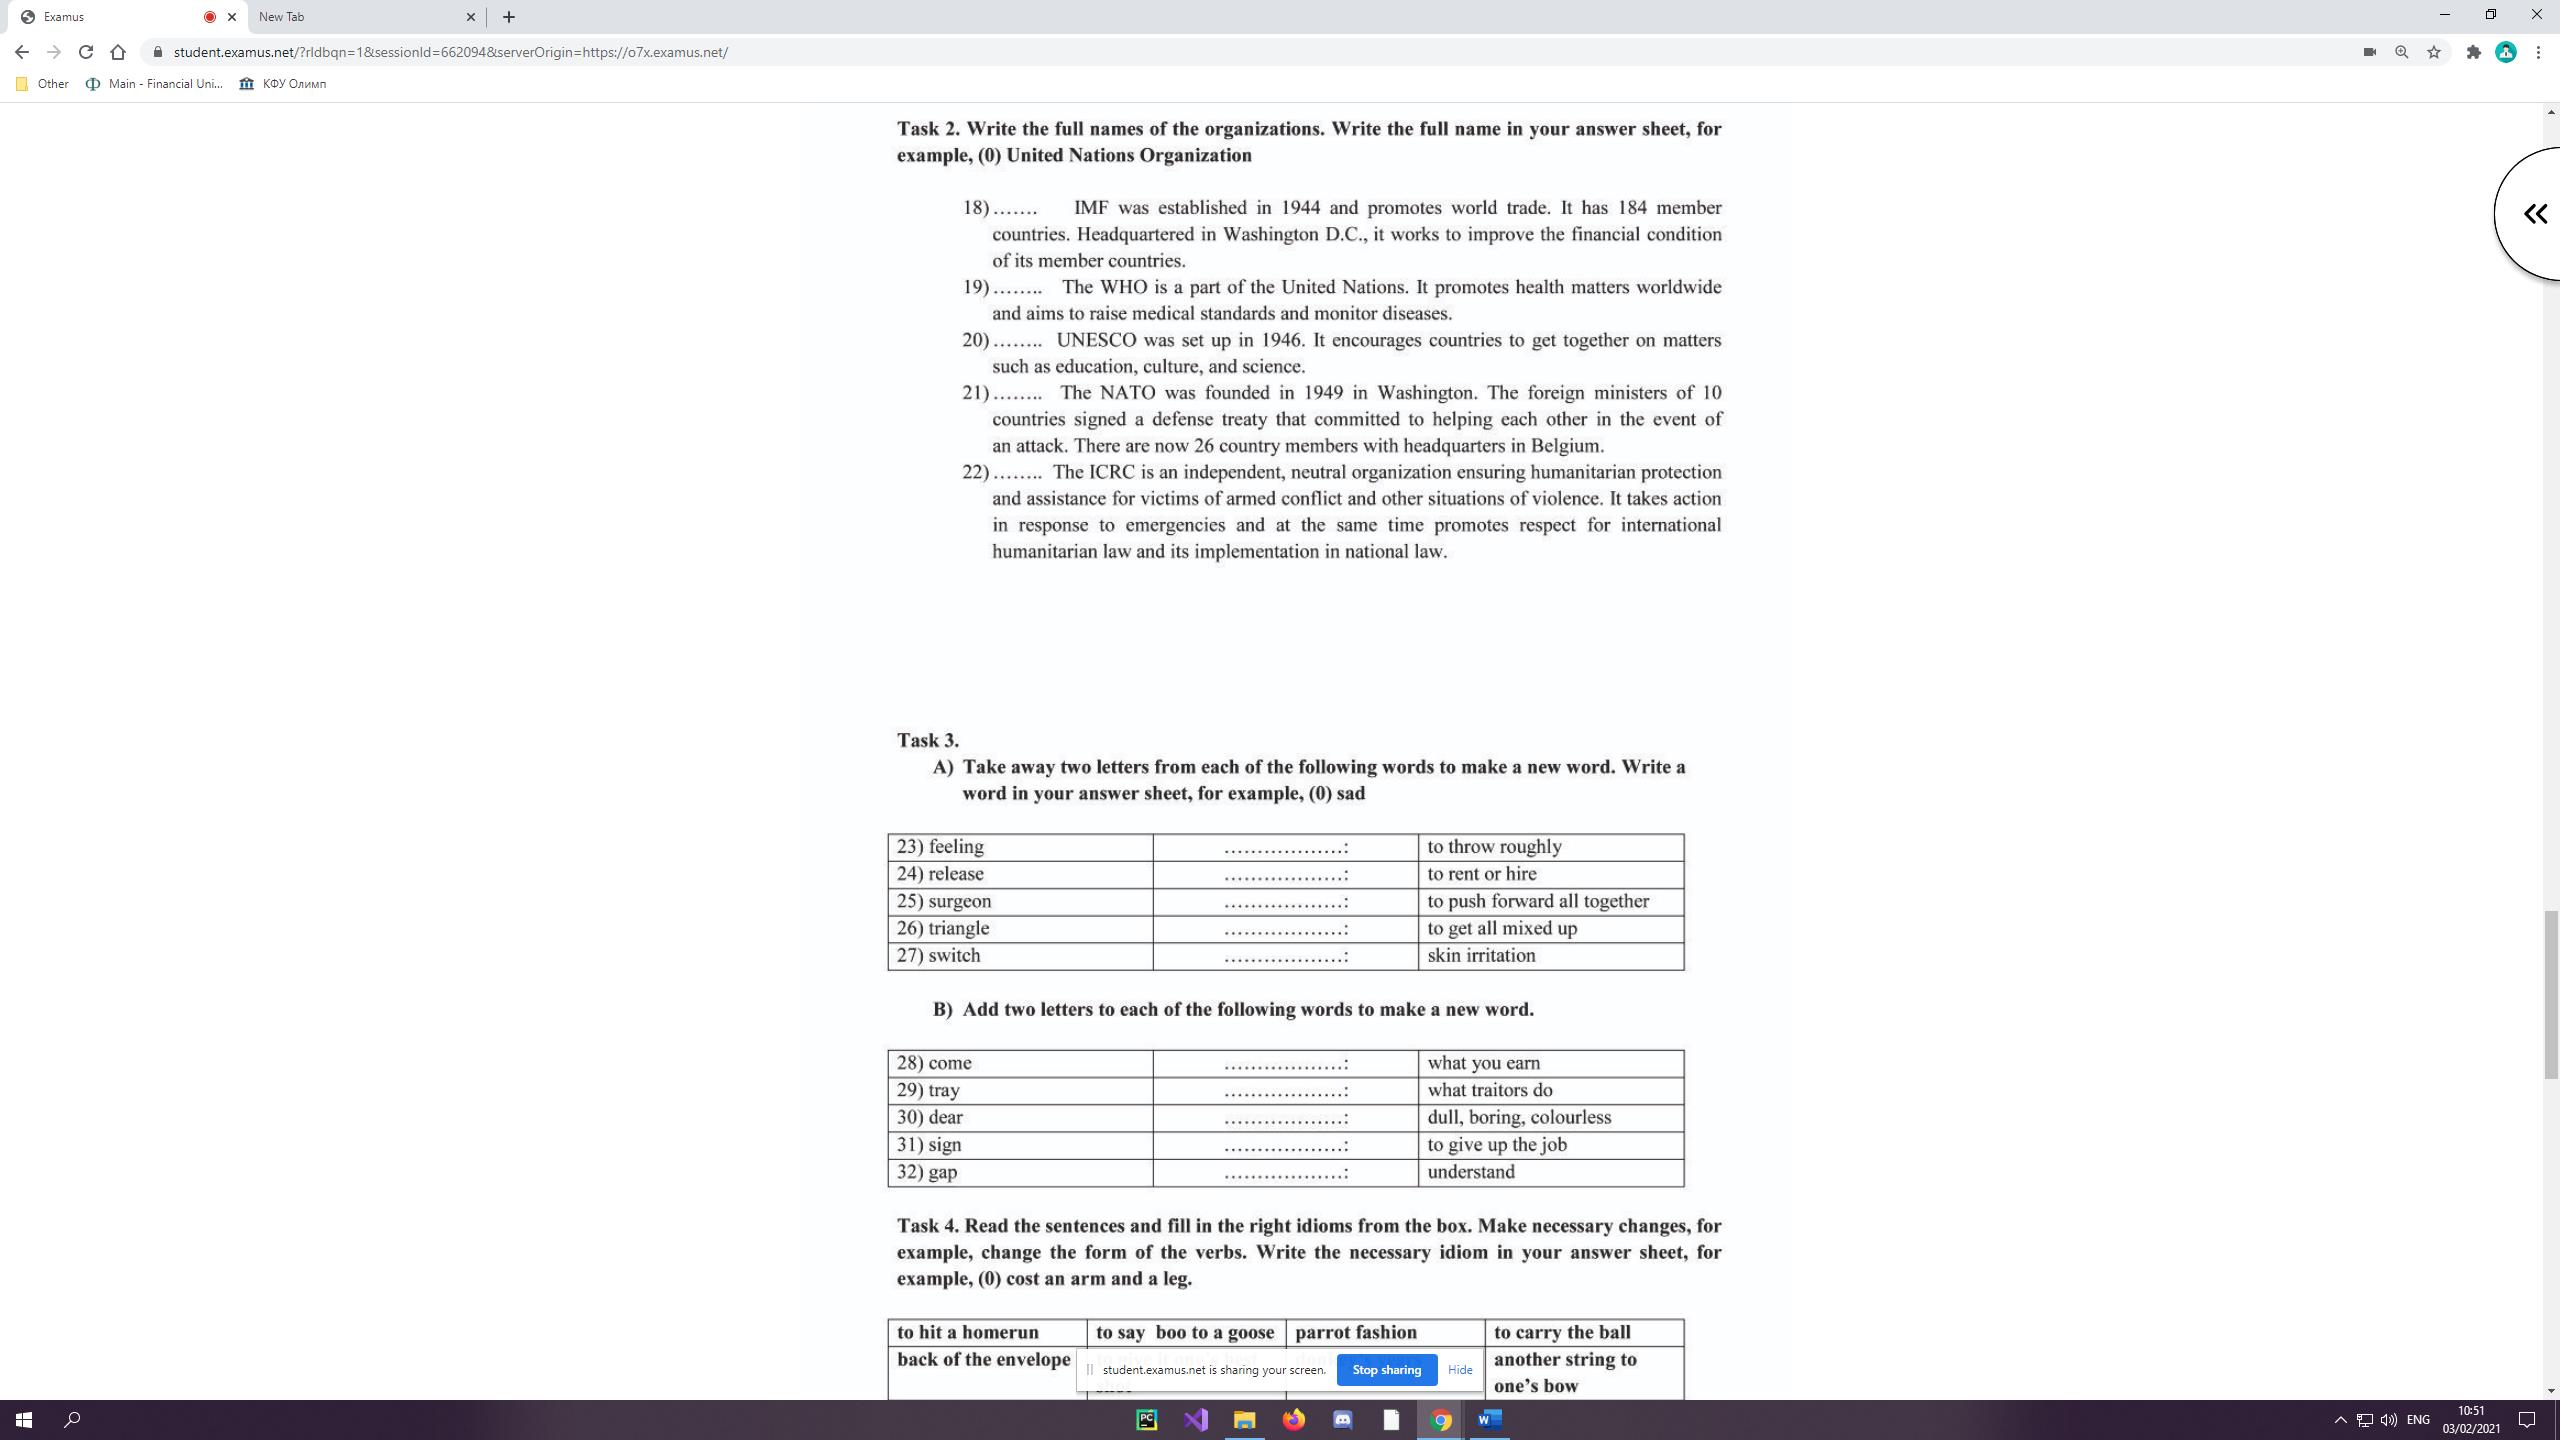 Examus
New Tab
student.examus.net/?rldbqn=1&sessionId=662094&serverOrigin=https://o7x.examus.net/
Other
Main - Financial Uni...
КФУ Олимп
Task 2. Write the full names of the organizations. Write the full name in your answer sheet, for
example, (0) United Nations Organization
18) ....... IMF was established in 1944 and promotes world trade. It has 184 member
countries. Headquartered in Washington D.C., it works to improve the financial condition
of its member countries.
19) ........ The WHO is a part of the United Nations. It promotes health matters worldwide
and aims to raise medical standards and monitor diseases.
20) ........ UNESCO was set up in 1946. It encourages countries to get together on matters
such as education, culture, and science.
21) ........ The NATO was founded in 1949 in Washington. The foreign ministers of 10
countries signed a defense treaty that committed to helping each other in the event of
an attack. There are now 26 country members with headquarters in Belgium.
22) ........ The ICRC is an independent, neutral organization ensuring humanitarian protection
and assistance for victims of armed conflict and other situations of violence. It takes action
in response to emergencies and at the same time promotes respect for international
humanitarian law and its implementation in national law.
Task 3.
A) Take away two letters from each of the following words to make a new word. Write a
word in your answer sheet, for example, (0) sad
23) feeling ..................: to throw roughly
24) release ..................: to rent or hire
25) surgeon ..................: to push forward all together
26) triangle ..................: to get all mixed up
27) switch ..................: skin irritation
B) Add two letters to each of the following words to make a new word.
28) come ..................: what you earn
29) tray ..................: what traitors do
30) dear ..................: dull, boring, colourless
31) sign ..................: to give up the job
32) gap ..................: understand
Task 4. Read the sentences and fill in the right idioms from the box. Make necessary changes, for
example, change the form of the verbs. Write the necessary idiom in your answer sheet, for
example, (0) cost an arm and a leg.
to hit a homerun to say boo to a goose parrot fashion to carry the ball
back of the envelope another string to
one's bow
student.examus.net is sharing your screen. Stop sharing Hide
PC
W
ENG
10:51
03/02/2021